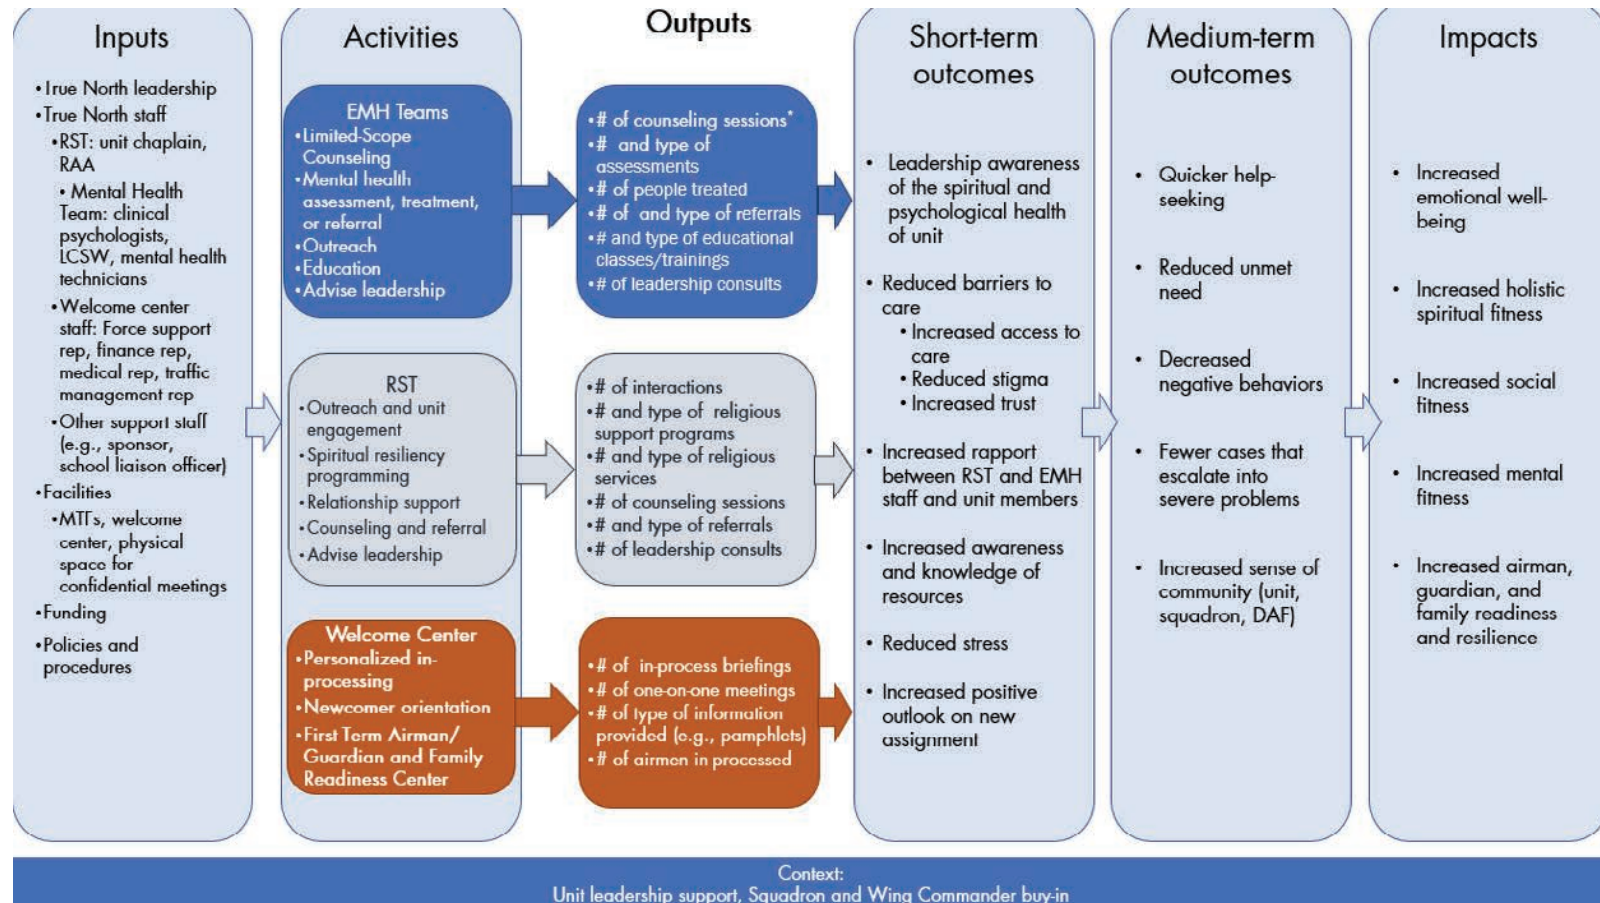 Inputs
•True North leadership
•True North staff
•RST: unit chaplain,
RAA
• Mental Health
Team: clinical
psychologists,
LCSW, mental health
technicians
•Welcome center
staff: Force support
rep, finance rep,
medical rep, traffic
management rep
•Other support staff
(e.g., sponsor,
school liaison officer)
•Facilities
•MTFs, welcome
center, physical
space for
confidential meetings
•Funding
•Policies and
procedures
Activities
EMH Teams
•Limited-Scope
Counseling
•Mental health
assessment, treatment,
or referral
•Outreach
•Education
•Advise leadership
RST
•Outreach and unit
engagement
•Spiritual resiliency
programming
•Relationship support
•Counseling and referral
•Advise leadership
Welcome Center
•Personalized in-
processing
•Newcomer orientation
•First Term Airman/
Guardian and Family
Readiness Center
Outputs
•# of counseling sessions*
•# and type of
assessments
•# of people treated
•# of and type of referrals
•# and type of educational
classes/trainings
•# of leadership consults
•# of interactions
•# and type of religious
support programs
•# and type of religious
services
•# of counseling sessions
•# and type of referrals
•# of leadership consults
•# of in-process briefings
•# of one-on-one meetings
•# of type of information
provided (e.g., pamphlets)
•# of airmen in processed
Short-term
outcomes
• Leadership awareness
of the spiritual and
psychological health
of unit
• Reduced barriers to
care
• Increased access to
care
• Reduced stigma
• Increased trust
• Increased rapport
between RST and EMH
staff and unit members
• Increased awareness
and knowledge of
resources
• Reduced stress
• Increased positive
outlook on new
assignment
Medium-term
outcomes
• Quicker help-
seeking
• Reduced unmet
need
• Decreased
negative behaviors
• Fewer cases that
escalate into
severe problems
• Increased sense of
community (unit,
squadron, DAF)
Impacts
• Increased
emotional well-
being
• Increased holistic
spiritual fitness
• Increased social
fitness
• Increased mental
fitness
• Increased airman,
guardian, and
family readiness
and resilience
Context:
Unit leadership support, Squadron and Wing Commander buy-in